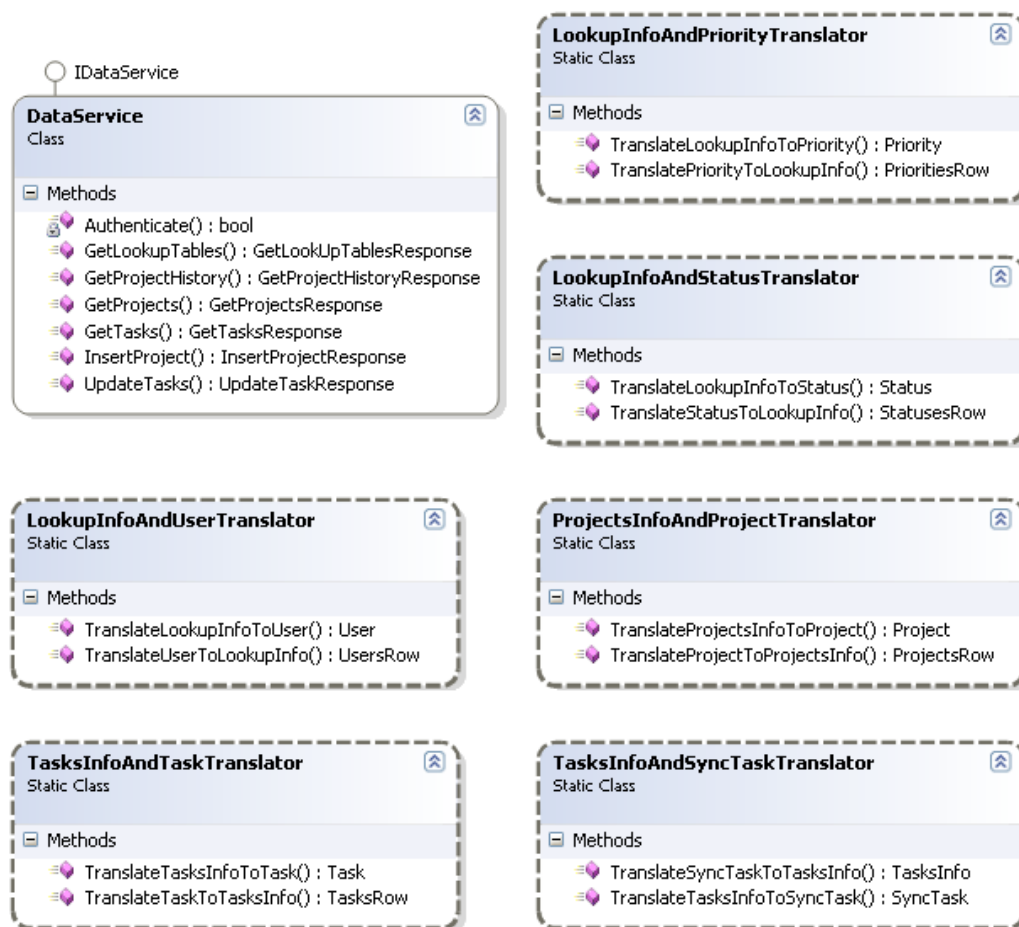 IDataService
DataService
Class
Methods
Authenticate() : bool
GetLookupTables() : GetLookUpTablesResponse
GetProjectHistory() : GetProjectHistoryResponse
GetProjects() : GetProjectsResponse
GetTasks() : GetTasksResponse
InsertProject() : InsertProjectResponse
UpdateTasks() : UpdateTaskResponse
LookupInfoAndPriorityTranslator
Static Class
Methods
TranslateLookupInfoToPriority() : Priority
TranslatePriorityToLookupInfo() : PrioritiesRow
LookupInfoAndStatusTranslator
Static Class
Methods
TranslateLookupInfoToStatus() : Status
TranslateStatusToLookupInfo() : StatusesRow
LookupInfoAndUserTranslator
Static Class
Methods
TranslateLookupInfoToUser() : User
TranslateUserToLookupInfo() : UsersRow
ProjectsInfoAndProjectTranslator
Static Class
Methods
TranslateProjectsInfoToProject() : Project
TranslateProjectToProjectsInfo() : ProjectsRow
TasksInfoAndTaskTranslator
Static Class
Methods
TranslateTasksInfoToTask() : Task
TranslateTaskToTasksInfo() : TasksRow
TasksInfoAndSyncTaskTranslator
Static Class
Methods
TranslateSyncTaskToTasksInfo() : TasksInfo
TranslateTasksInfoToSyncTask() : SyncTask